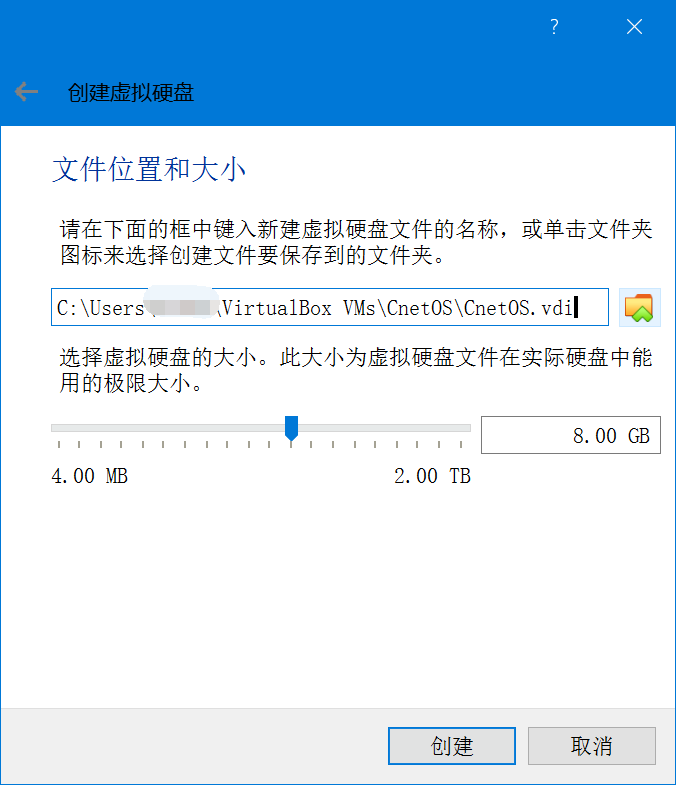 ?
创建虚拟硬盘
文件位置和大小
请在下面的框中键入新建虚拟硬盘文件的名称，或单击文件夹
图标来选择创建文件要保存到的文件夹。
C:\Users\ \VirtualBox VMs\CnetOS\CnetOS.vdi
选择虚拟硬盘的大小。此大小为虚拟硬盘文件在实际硬盘中能
用的极限大小。
8.00 GB
4.00 MB 2.00 TB
创建 取消